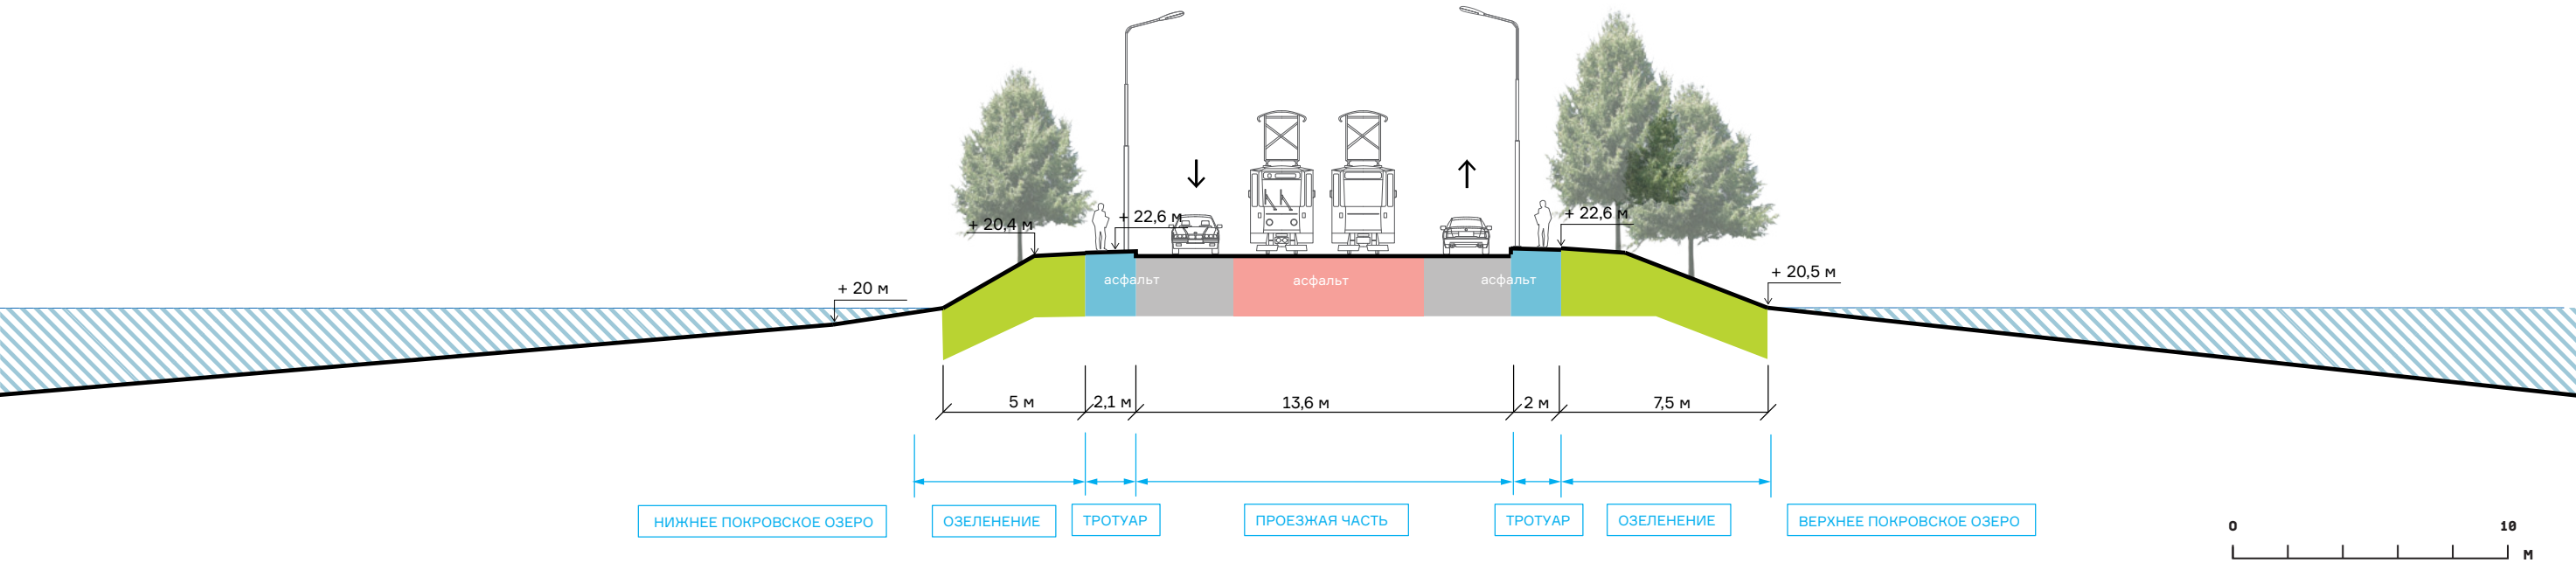 + 20,4 м
+ 22,6 м
+ 22,6 м
+ 20 м
+ 20,5 м
асфальт
асфальт
асфальт
5 м
2,1 м
13,6 м
2 м
7,5 м
НИЖНЕЕ ПОКРОВСКОЕ ОЗЕРО
ОЗЕЛЕНЕНИЕ
ТРОТУАР
ПРОЕЗЖАЯ ЧАСТЬ
ТРОТУАР
ОЗЕЛЕНЕНИЕ
ВЕРХНЕЕ ПОКРОВСКОЕ ОЗЕРО
0
10
М